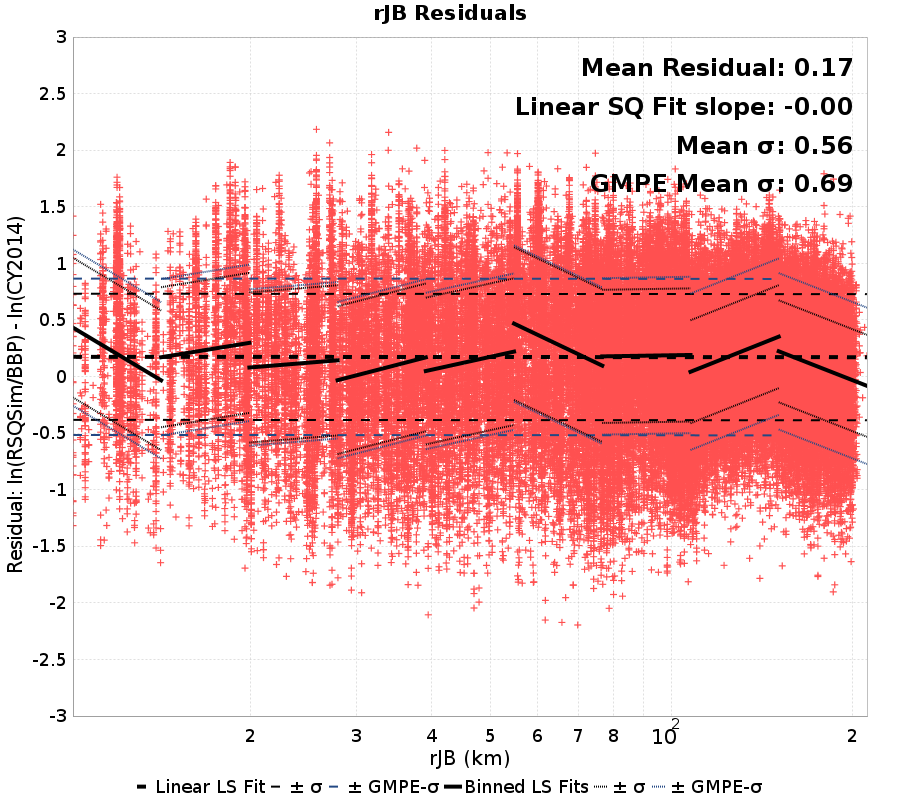 rJB Residuals
Mean Residual: 0.17
Linear SQ Fit slope: -0.00
Mean σ: 0.56
GMPE Mean σ: 0.69
Residual: ln(RSQSim/BBP) - ln(CY2014)
3
2.5
2
1.5
1
0.5
0
-0.5
-1
-1.5
-2
-2.5
-3
2 3 4 5 6 7 8 10² 2
rJB (km)
Linear LS Fit ± σ ± GMPE-σ Binned LS Fits ± σ ± GMPE-σ